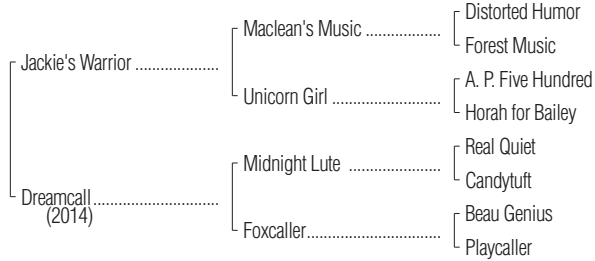 Distorted Humor
Maclean's Music ..................
Forest Music
Jackie's Warrior ....................
A. P. Five Hundred
Unicorn Girl ..........................
Horah for Bailey
Real Quiet
Midnight Lute ......................
Candytuft
Dreamcall..............................
(2014)
Beau Genius
Foxcaller................................
Playcaller